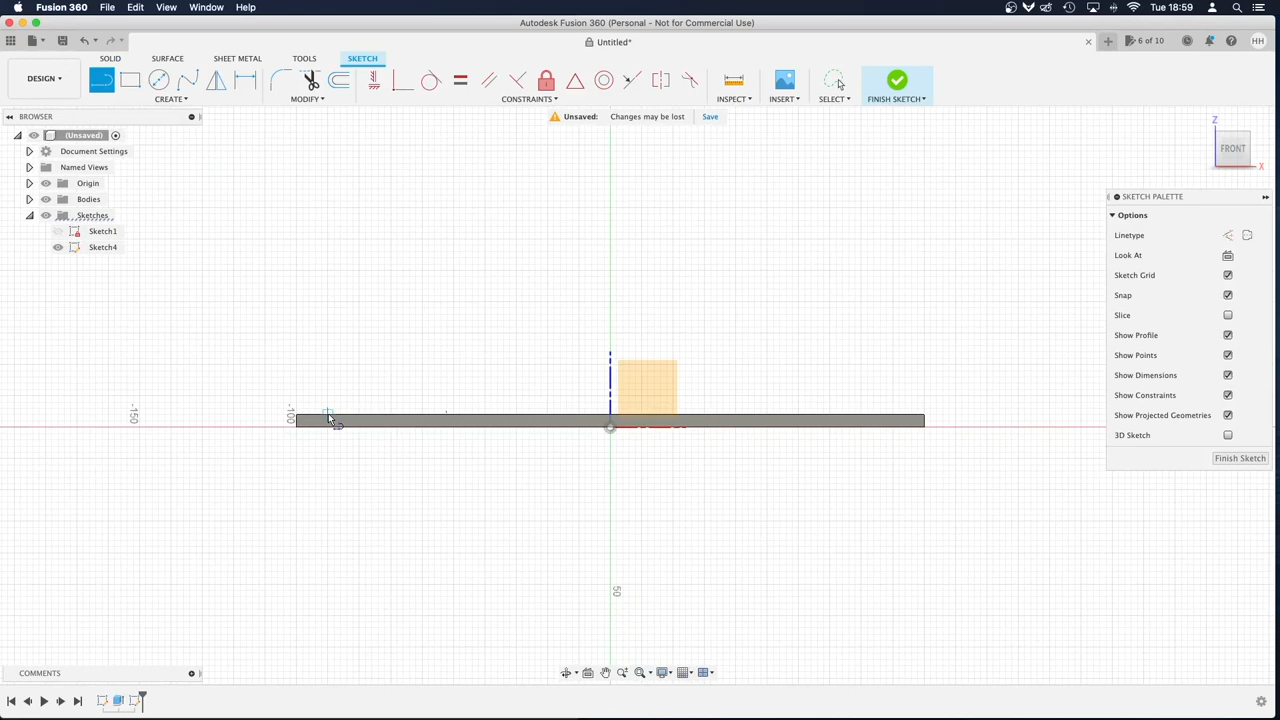 Fusion 360 File Edit View Window Help
Tue 18:59
Autodesk Fusion 360 (Personal - Not for Commercial Use)
Untitled*
6 of 10
HH
SOLID SURFACE SHEET METAL TOOLS SKETCH
DESIGN
CREATE MODIFY CONSTRAINTS INSPECT INSERT SELECT FINISH SKETCH
BROWSER
Unsaved: Changes may be lost Save
(Unsaved)
Document Settings
Named Views
Origin
Bodies
Sketches
Sketch1
Sketch4
Z
FRONT
X
SKETCH PALETTE
Options
Linetype
Look At
Sketch Grid
Snap
Slice
Show Profile
Show Points
Show Dimensions
Show Constraints
Show Projected Geometries
3D Sketch
Finish Sketch
-150
-100
50
COMMENTS